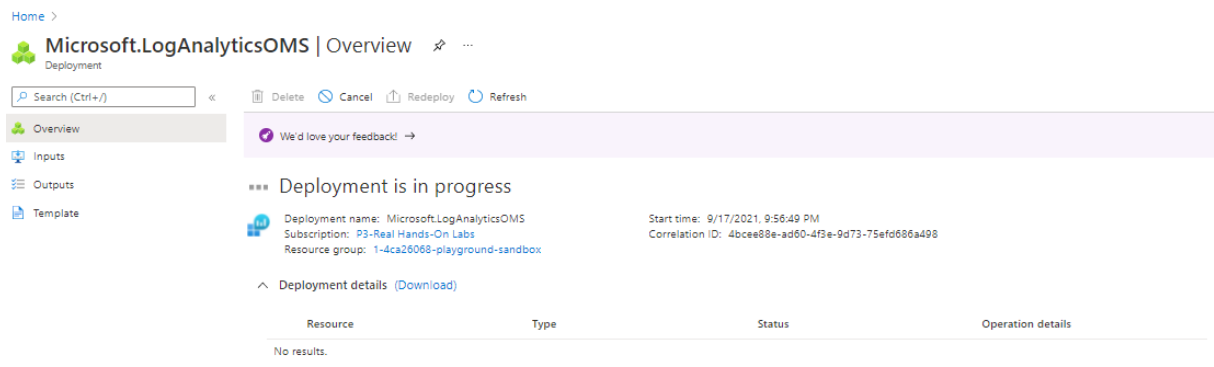 Home >
Microsoft.LogAnalyticsOMS | Overview ...
Deployment
Search (Ctrl+/) «
Delete Cancel Redeploy Refresh
Overview
We'd love your feedback! →
Inputs
Outputs
Template
Deployment is in progress
Deployment name: Microsoft.LogAnalyticsOMS Start time: 9/17/2021, 9:56:49 PM
Subscription: P3-Real Hands-On Labs Correlation ID: 4bcee88e-ad60-4f3e-9d73-75efd686a498
Resource group: 1-4ca26068-playground-sandbox
Deployment details (Download)
Resource Type Status Operation details
No results.